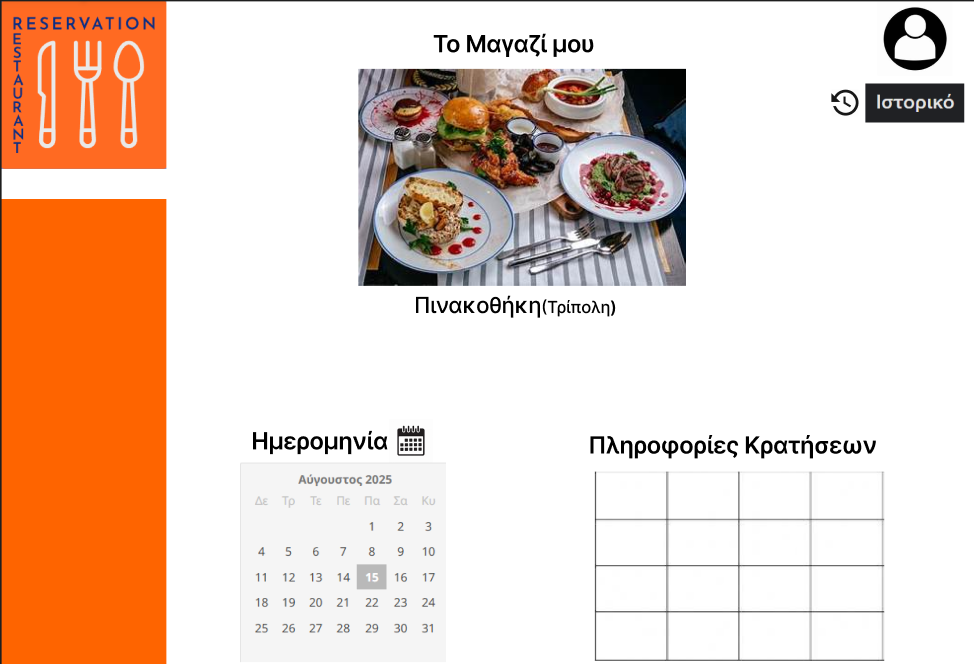 RESERVATION
RESTAURANT
Το Μαγαζί μου
Ιστορικό
Πινακοθήκη(Τρίπολη)
Ημερομηνία
Αύγουστος 2025
Δε Τρ Τε Πε Πα Σα Κυ
1 2 3
4 5 6 7 8 9 10
11 12 13 14 15 16 17
18 19 20 21 22 23 24
25 26 27 28 29 30 31
Πληροφορίες Κρατήσεων